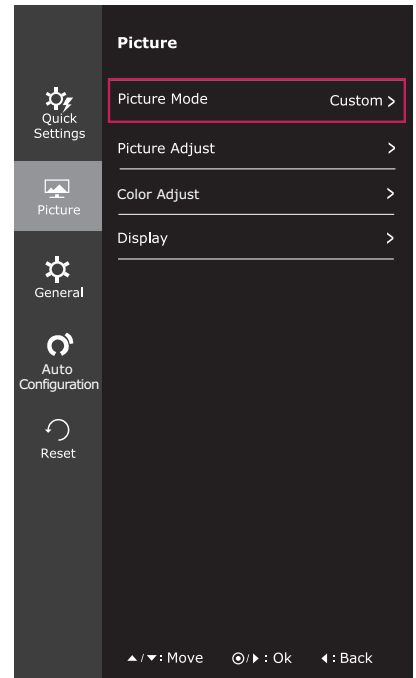 Picture
Quick
Settings
Picture
General
Auto
Configuration
Reset
Picture Mode Custom >
Picture Adjust >
Color Adjust >
Display >
▲/▼: Move ◉/▶ : Ok ◀ : Back